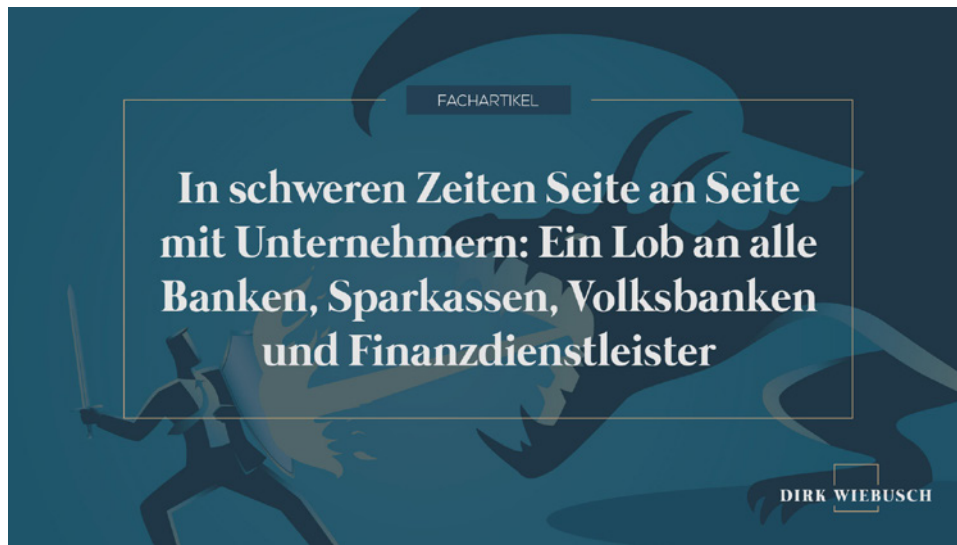 FACHARTIKEL
In schweren Zeiten Seite an Seite
mit Unternehmern: Ein Lob an alle
Banken, Sparkassen, Volksbanken
und Finanzdienstleister
DIRK WIEBUSCH